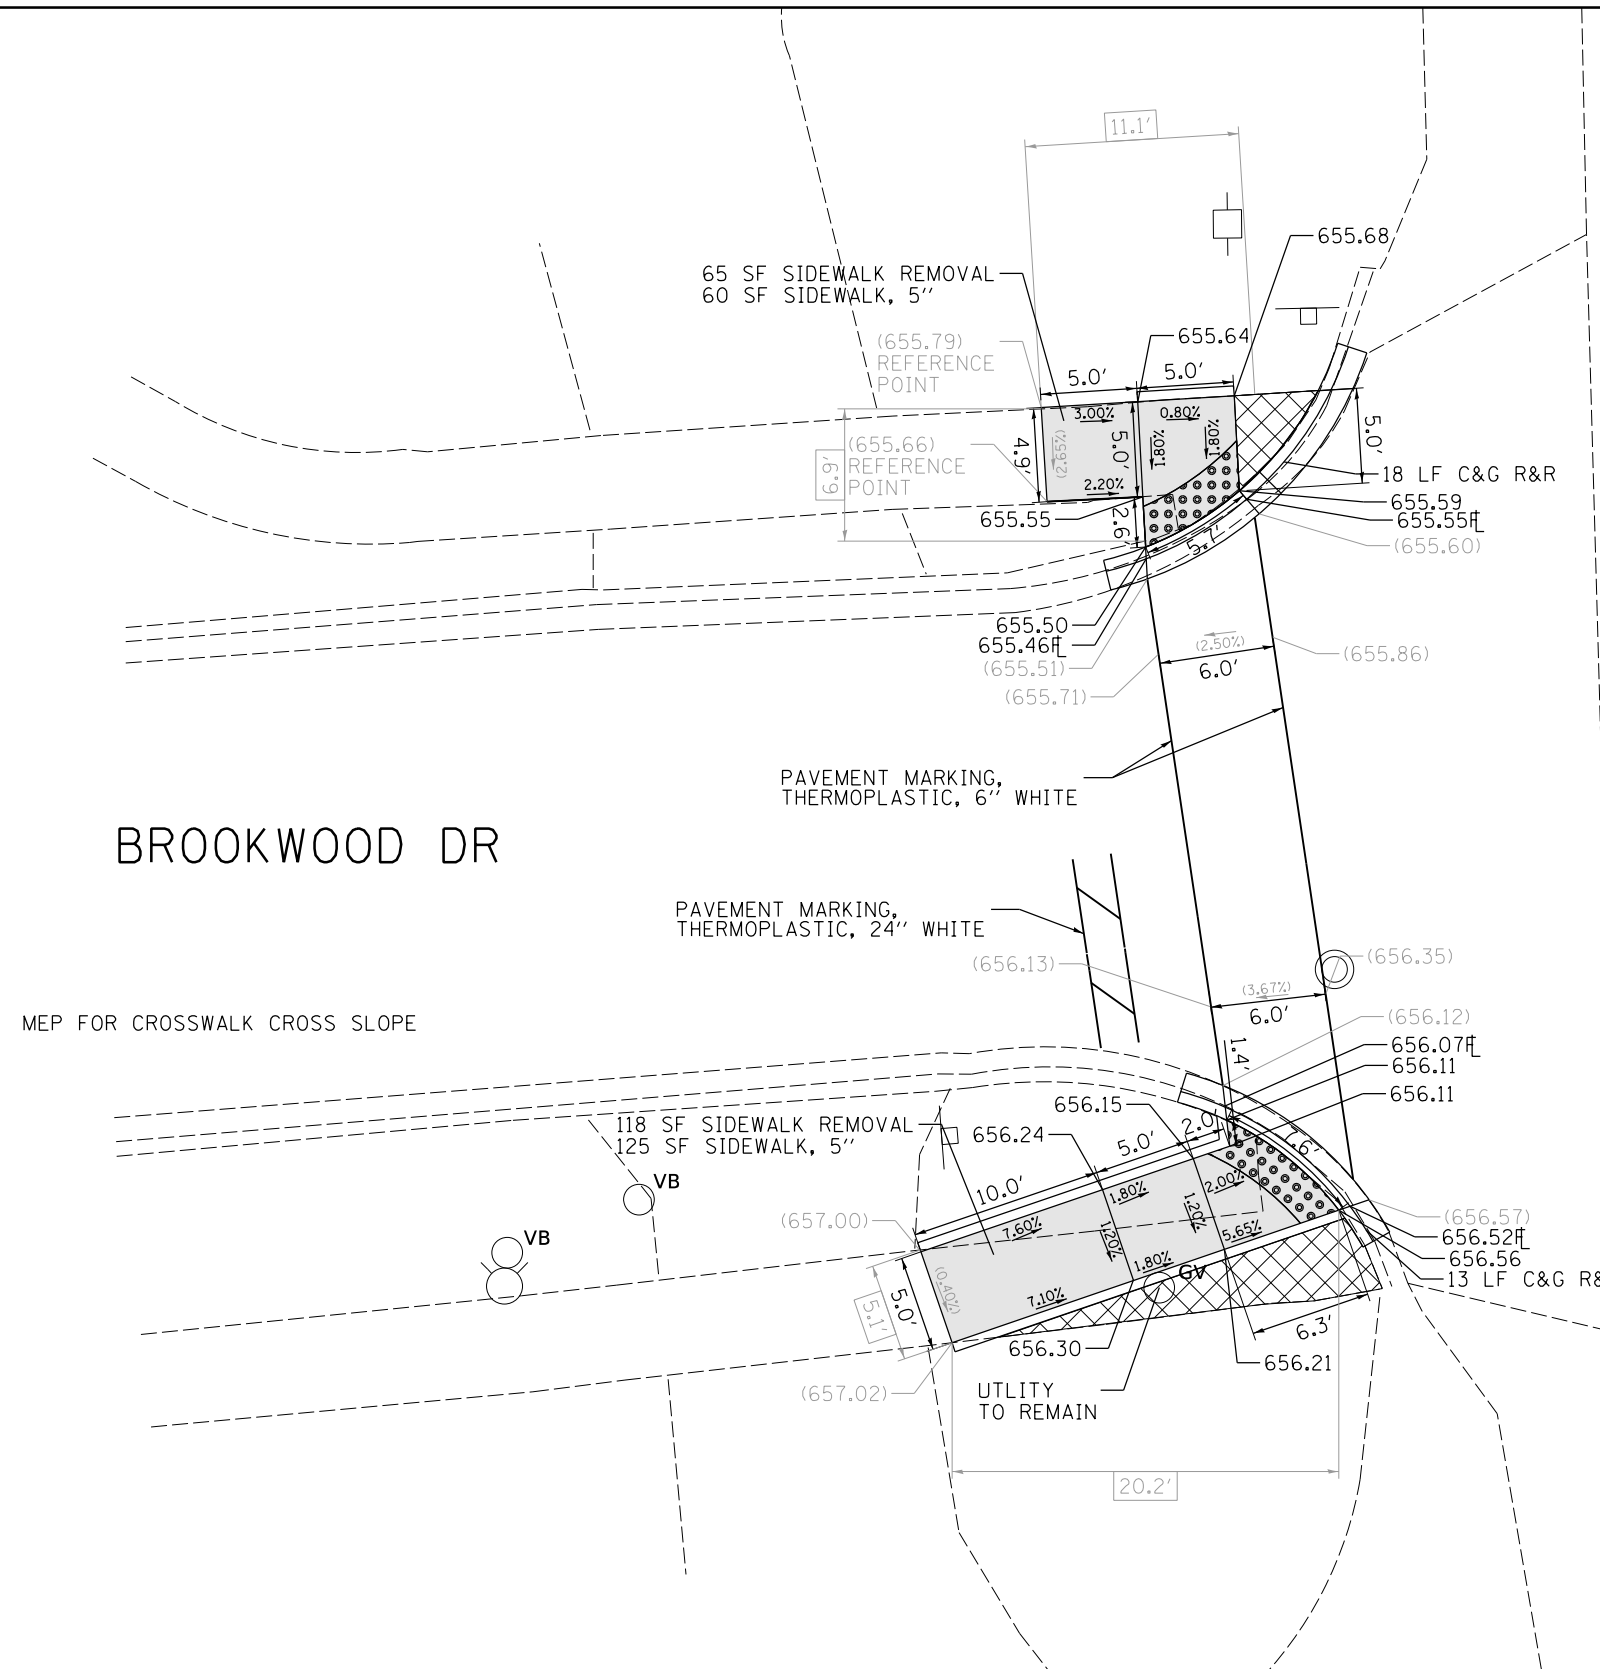 11.1'
655.68
65 SF SIDEWALK REMOVAL
60 SF SIDEWALK, 5"
655.64
(655.79)
REFERENCE
POINT
5.0'
5.0'
3.00%
0.80%
4.9'
(2.65%)
5.0'
1.80%
1.80%
5.0'
(655.66)
REFERENCE
POINT
6.6'
2.20%
18 LF C&G R&R
655.59
655.55FL
655.55
2.6'
5.7'
(655.60)
655.50
655.46FL
(655.51)
(655.71)
(2.50%)
6.0'
(655.86)
PAVEMENT MARKING,
THERMOPLASTIC, 6" WHITE
BROOKWOOD DR
PAVEMENT MARKING,
THERMOPLASTIC, 24" WHITE
(656.13)
(656.35)
(3.67%)
6.0'
MEP FOR CROSSWALK CROSS SLOPE
(656.12)
656.07FL
656.11
1.4'
656.11
656.15
118 SF SIDEWALK REMOVAL
125 SF SIDEWALK, 5"
656.24
5.0'
2.0'
7.6'
10.0'
VB
1.80%
2.00%
(657.00)
7.60%
1.20%
1.20%
5.65%
(656.57)
656.52FL
656.56
VB
1.80%
GV
13 LF C&G R&
(0.40%)
5.0'
5.1'
7.10%
6.3'
656.30
656.21
(657.02)
UTLITY
TO REMAIN
20.2'